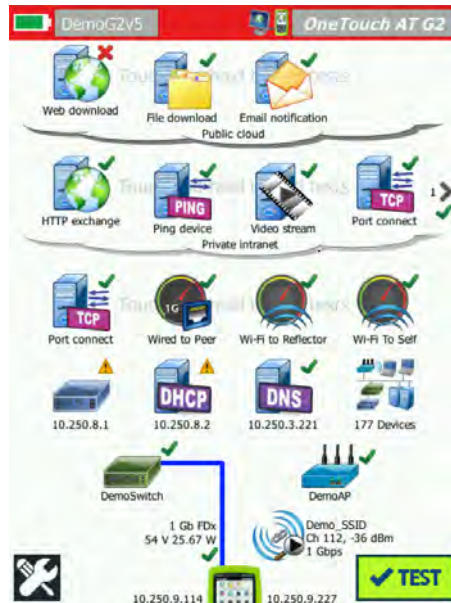 DemoG2v5
OneTouch AT G2
Web download
File download
Email notification
Public cloud
PING
TCP
1
HTTP exchange
Ping device
Video stream
Port connect
Private intranet
TCP
1G
Port connect
Wired to Peer
Wi-Fi to Reflector
Wi-Fi To Self
DHCP
DNS
10.250.8.1
10.250.8.2
10.250.3.221
177 Devices
DemoSwitch
DemoAP
1 Gb FDx
54 V 25.67 W
Demo_SSID
Ch 112, -36 dBm
1 Gbps
TEST
10.250.9.114
10.250.9.227